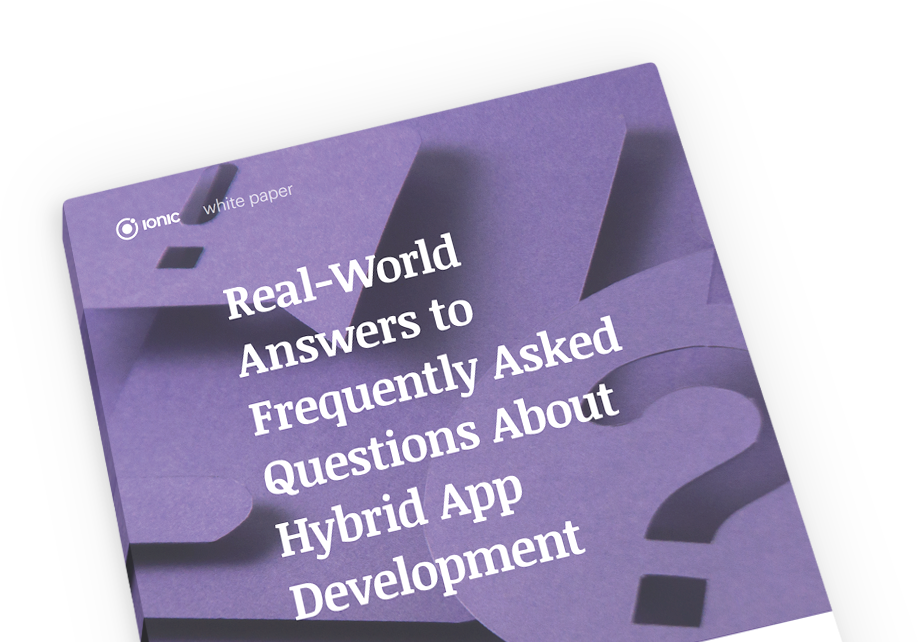 IONIC white paper
Real-World
Answers to
Frequently Asked
Questions About
Hybrid App
Development